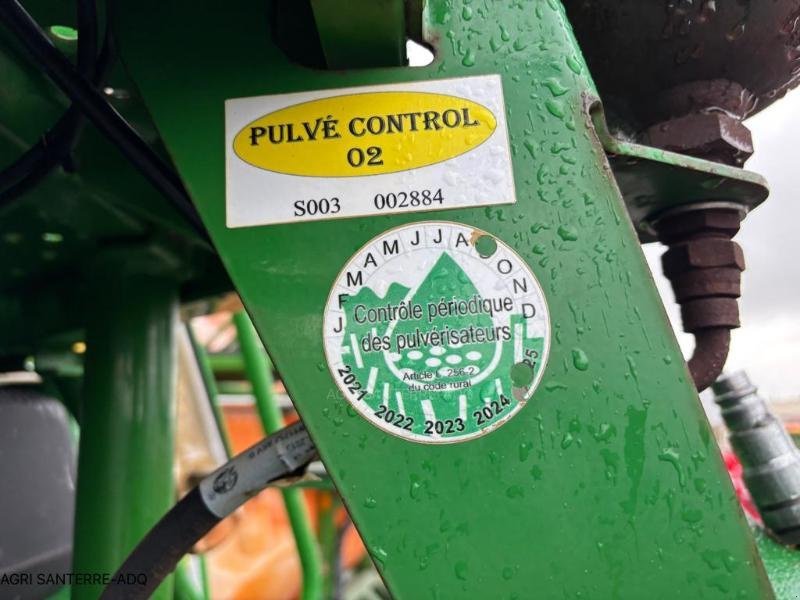 PULVÉ CONTROL
02
S003 002884
J F M A M J J A O N D
Contrôle périodique
des pulvérisateurs
Article L. 256-2
du code rural
2021 2022 2023 2024 25
AGRI SANTERRE-ADQ